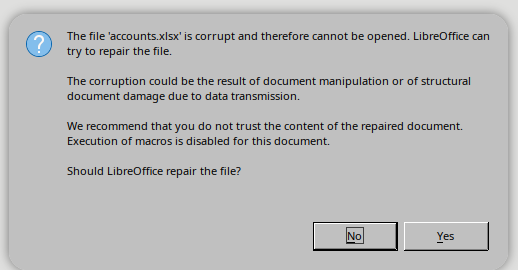 The file 'accounts.xlsx' is corrupt and therefore cannot be opened. LibreOffice can
try to repair the file.
The corruption could be the result of document manipulation or of structural
document damage due to data transmission.
We recommend that you do not trust the content of the repaired document.
Execution of macros is disabled for this document.
Should LibreOffice repair the file?
No Yes